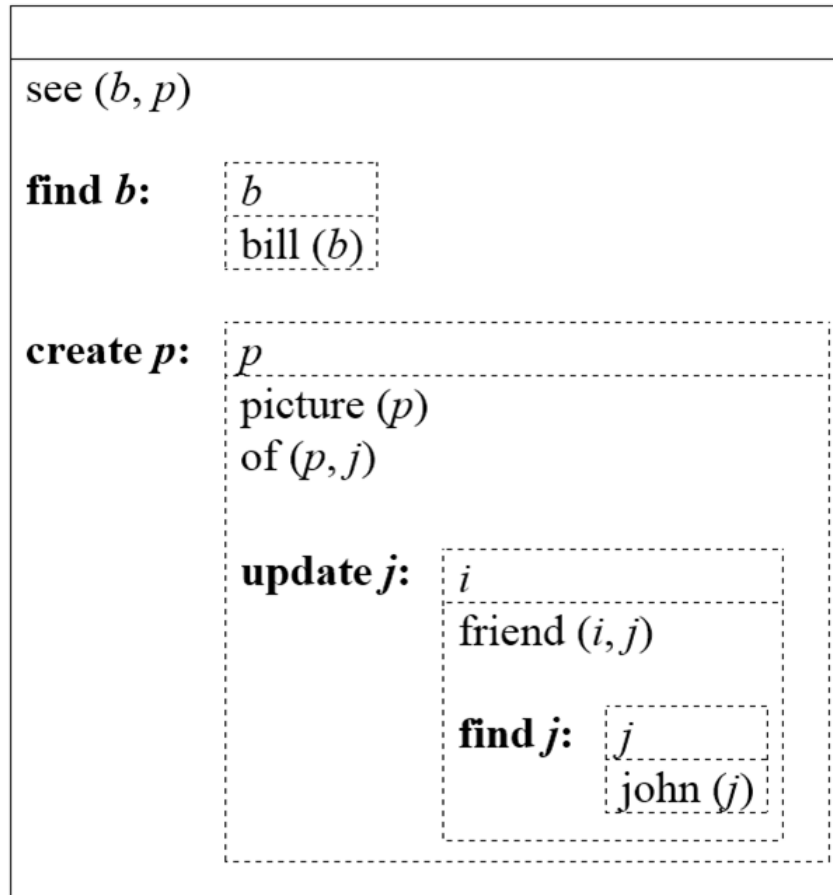 see (b, p)
find b: b
bill (b)
create p: p
picture (p)
of (p, j)
update j: i
friend (i, j)
find j: j
john (j)